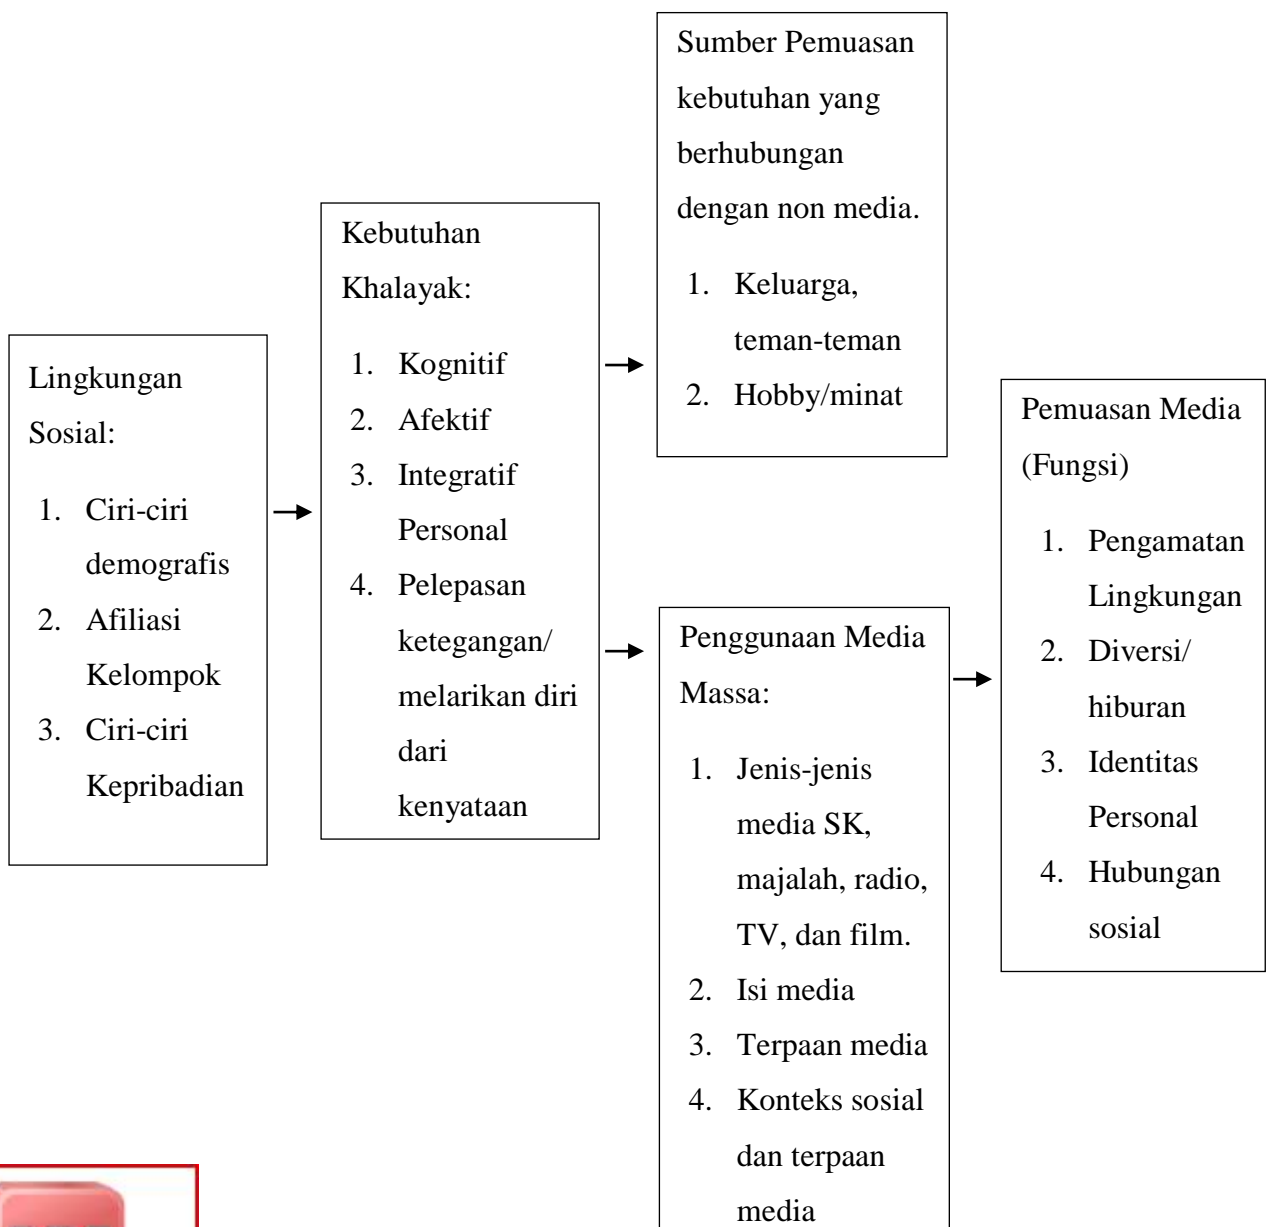 Lingkungan
Sosial:
1. Ciri-ciri
demografis
2. Afiliasi
Kelompok
3. Ciri-ciri
Kepribadian
Kebutuhan
Khalayak:
1. Kognitif
2. Afektif
3. Integratif
Personal
4. Pelepasan
ketegangan/
melarikan diri
dari
kenyataan
Sumber Pemuasan
kebutuhan yang
berhubungan
dengan non media.
1. Keluarga,
teman-teman
2. Hobby/minat
Penggunaan Media
Massa:
1. Jenis-jenis
media SK,
majalah, radio,
TV, dan film.
2. Isi media
3. Terpaan media
4. Konteks sosial
dan terpaan
media
Pemuasan Media
(Fungsi)
1. Pengamatan
Lingkungan
2. Diversi/
hiburan
3. Identitas
Personal
4. Hubungan
sosial